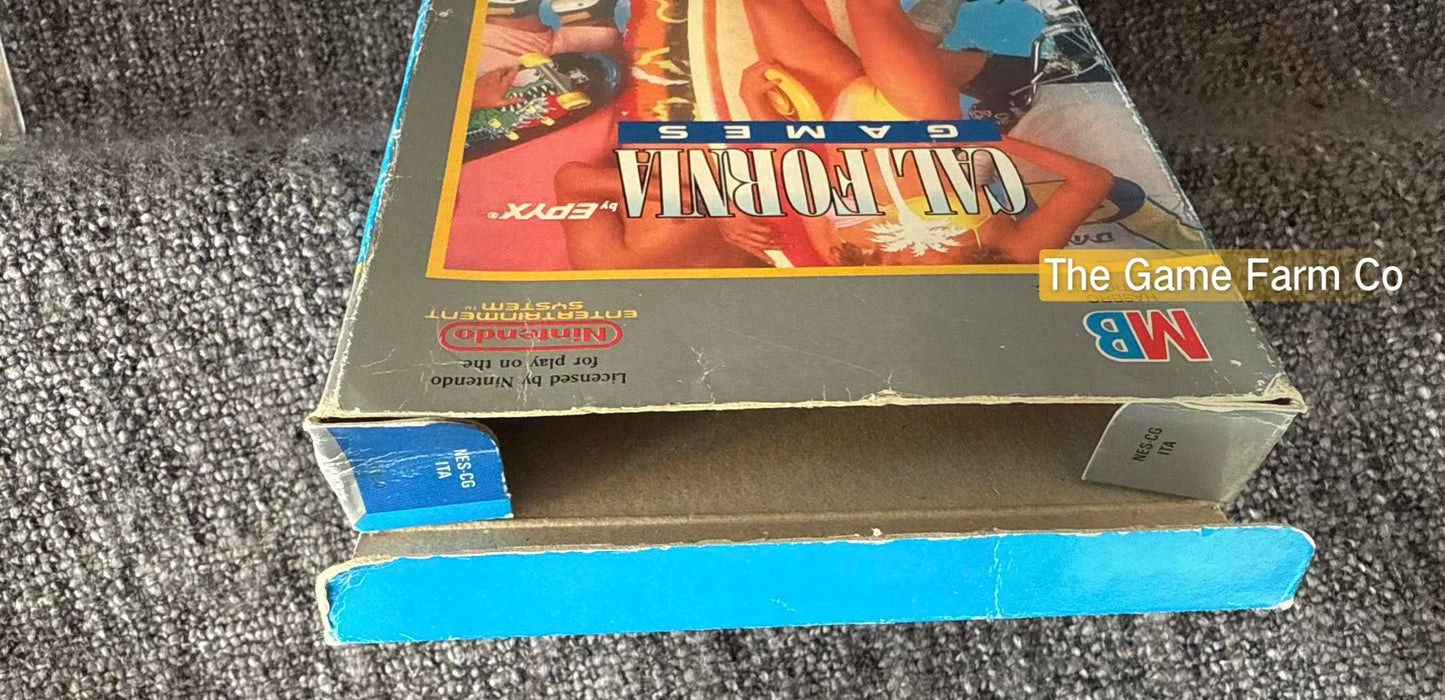 CALIFORNIA
GAMES
by EPYX®
Licensed by Nintendo
for play on the
Nintendo
ENTERTAINMENT
SYSTEM™
MB
HASBRO
The Game Farm Co
NES-CG
ITA
NES-CG
ITA